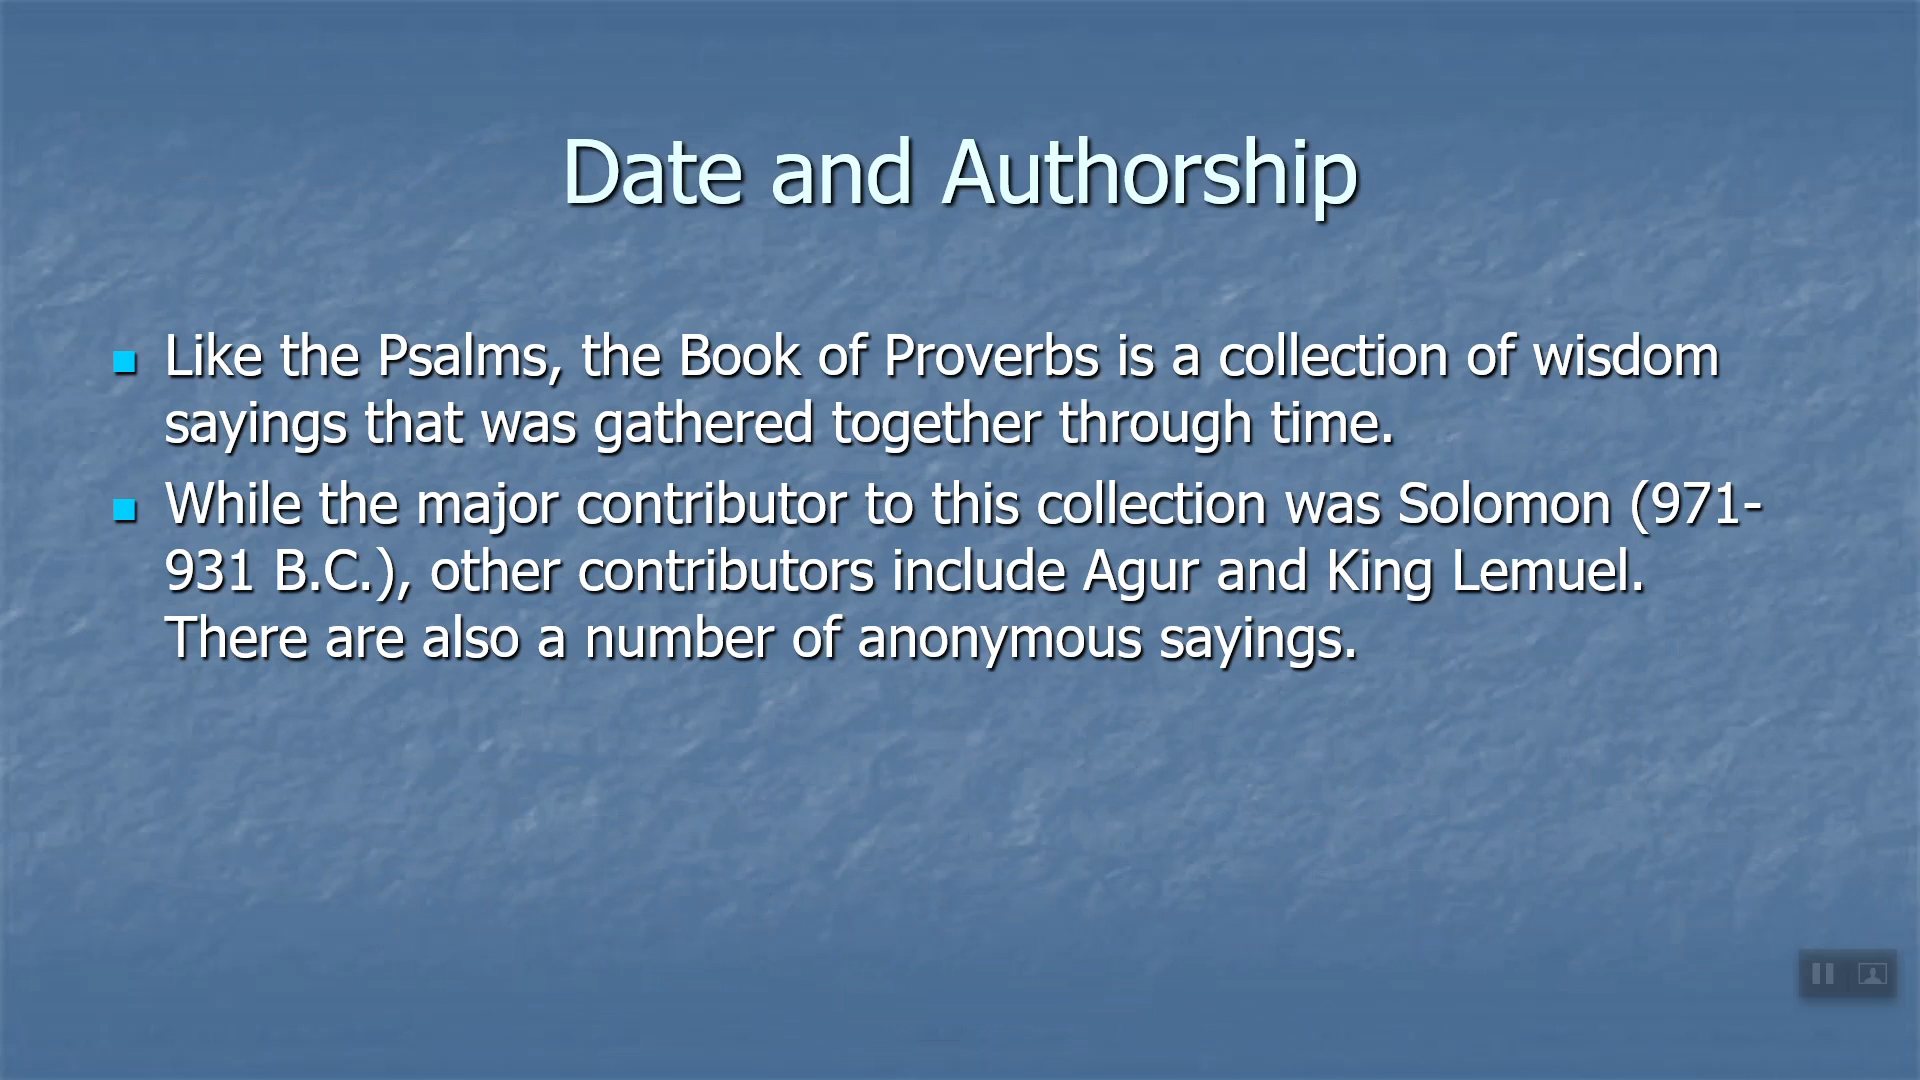 Date and Authorship
Like the Psalms, the Book of Proverbs is a collection of wisdom
sayings that was gathered together through time.
While the major contributor to this collection was Solomon (971-
931 B.C.), other contributors include Agur and King Lemuel.
There are also a number of anonymous sayings.